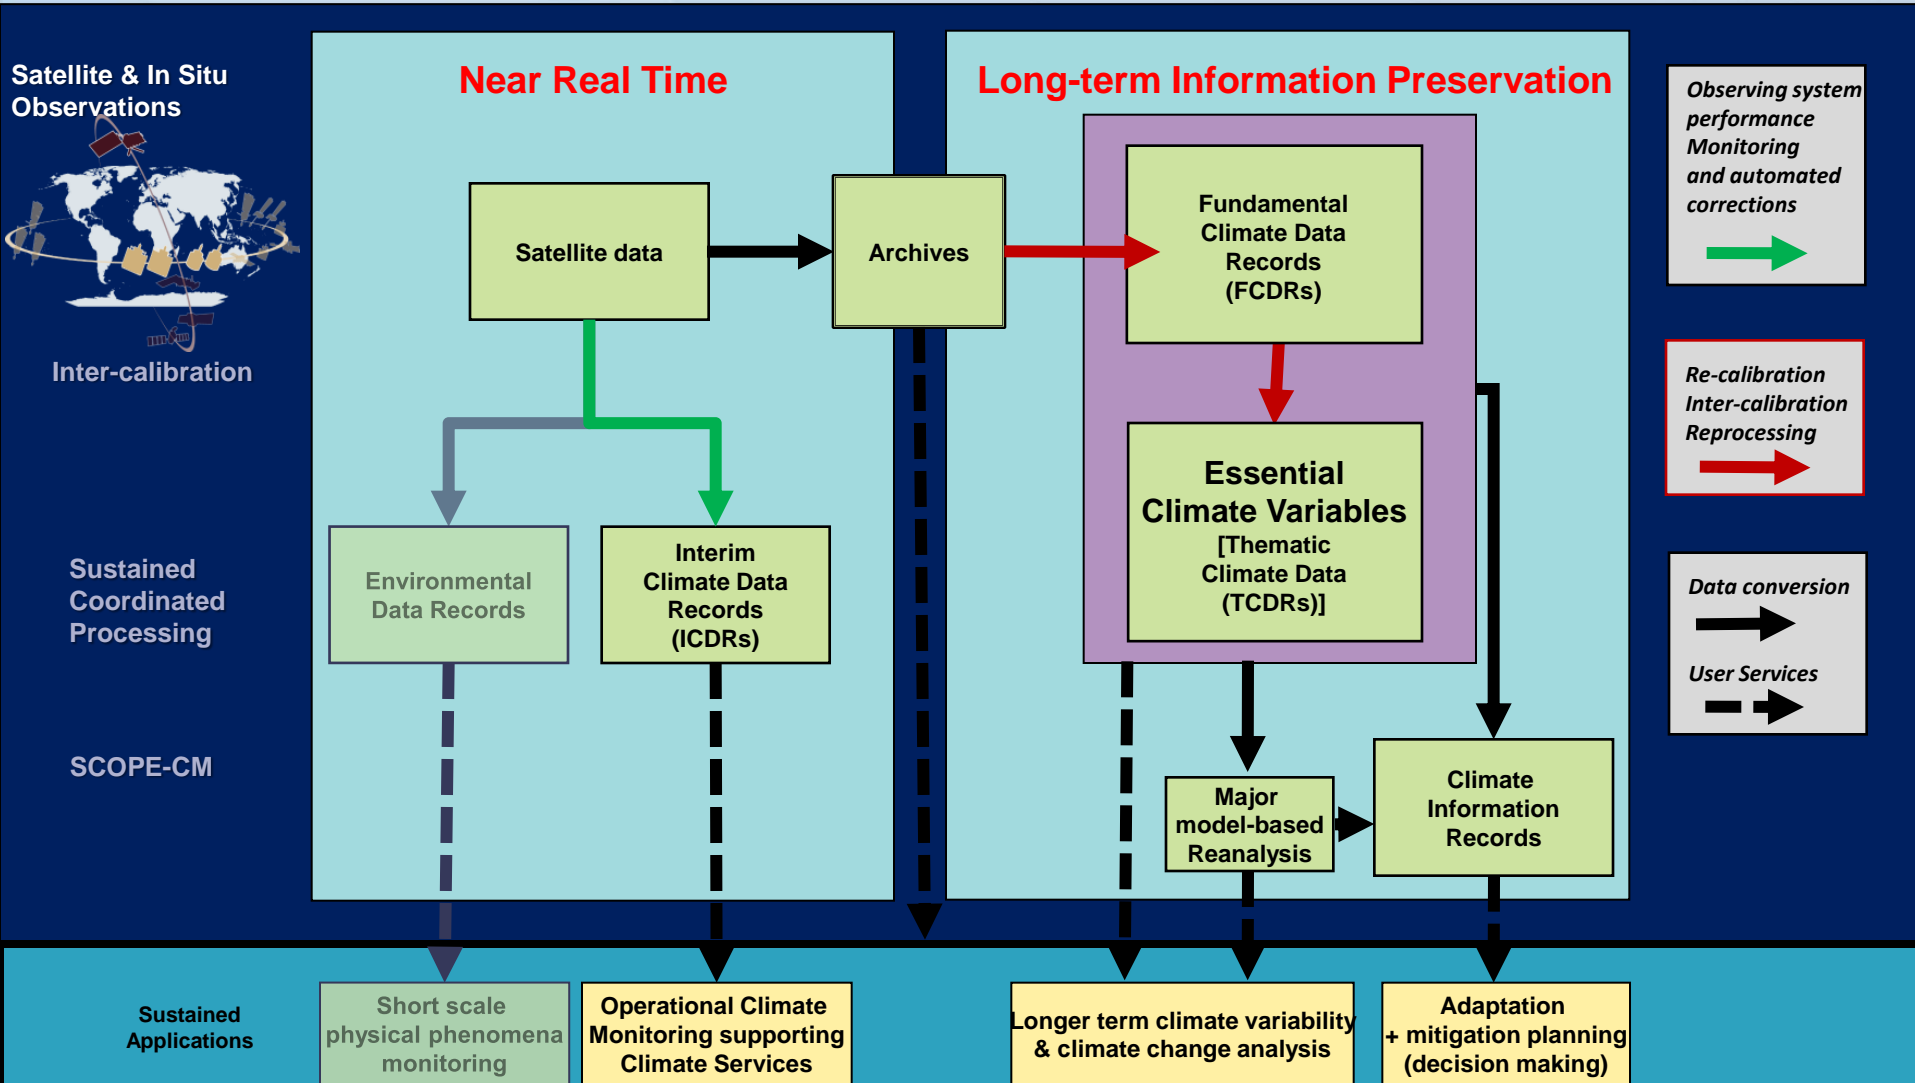 Satellite & In Situ
Observations
Inter-calibration
Sustained
Coordinated
Processing
SCOPE-CM
Near Real Time
Satellite data
Archives
Environmental
Data Records
Interim
Climate Data
Records
(ICDRs)
Long-term Information Preservation
Fundamental
Climate Data
Records
(FCDRs)
Essential
Climate Variables
[Thematic
Climate Data
(TCDRs)]
Major
model-based
Reanalysis
Climate
Information
Records
Observing system
performance
Monitoring
and automated
corrections
Re-calibration
Inter-calibration
Reprocessing
Data conversion
User Services
Sustained
Applications
Short scale
physical phenomena
monitoring
Operational Climate
Monitoring supporting
Climate Services
Longer term climate variability
& climate change analysis
Adaptation
+ mitigation planning
(decision making)